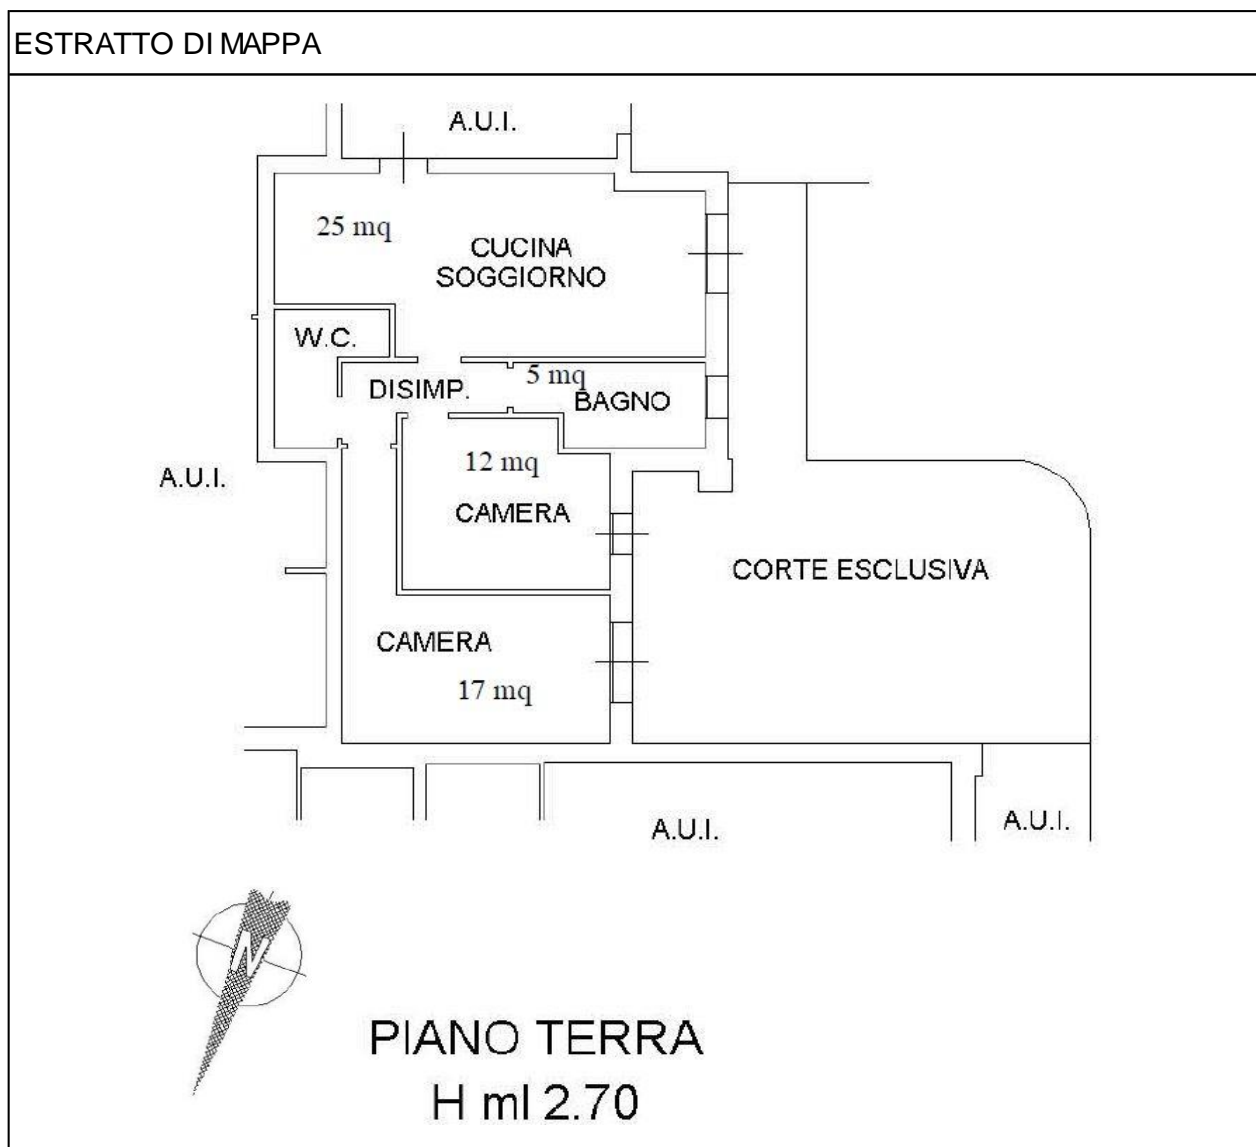 ESTRATTO DI MAPPA
A.U.I.
25 mq
CUCINA
SOGGIORNO
W.C.
DISIMP.
5 mq
BAGNO
12 mq
A.U.I.
CAMERA
CORTE ESCLUSIVA
CAMERA
17 mq
A.U.I.
A.U.I.
N
PIANO TERRA
H ml 2.70